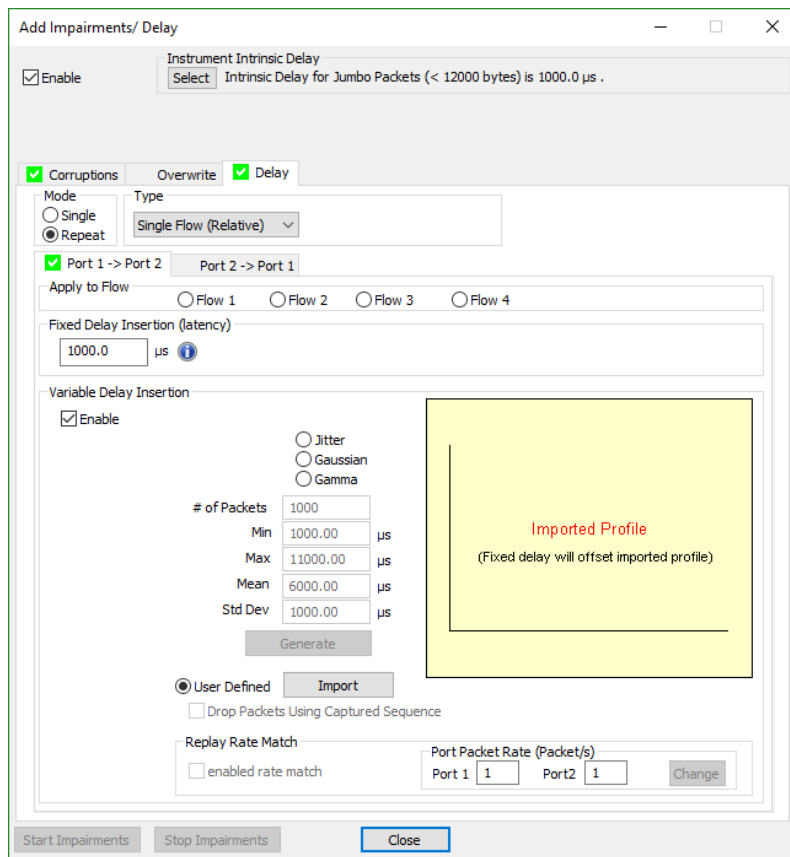 Add Impairments/ Delay
Instrument Intrinsic Delay
Enable
Select Intrinsic Delay for Jumbo Packets (< 12000 bytes) is 1000.0 µs .
Corruptions Overwrite Delay
Mode Type
Single
Single Flow (Relative)
Repeat
Port 1 -> Port 2 Port 2 -> Port 1
Apply to Flow
Flow 1 Flow 2 Flow 3 Flow 4
Fixed Delay Insertion (latency)
1000.0 µs
Variable Delay Insertion
Enable
Jitter
Gaussian
Gamma
# of Packets 1000
Min 1000.00 µs
Max 11000.00 µs
Mean 6000.00 µs
Std Dev 1000.00 µs
Generate
Imported Profile
(Fixed delay will offset imported profile)
User Defined Import
Drop Packets Using Captured Sequence
Replay Rate Match
Port Packet Rate (Packet/s)
enabled rate match
Port 1 1 Port2 1 Change
Start Impairments Stop Impairments Close